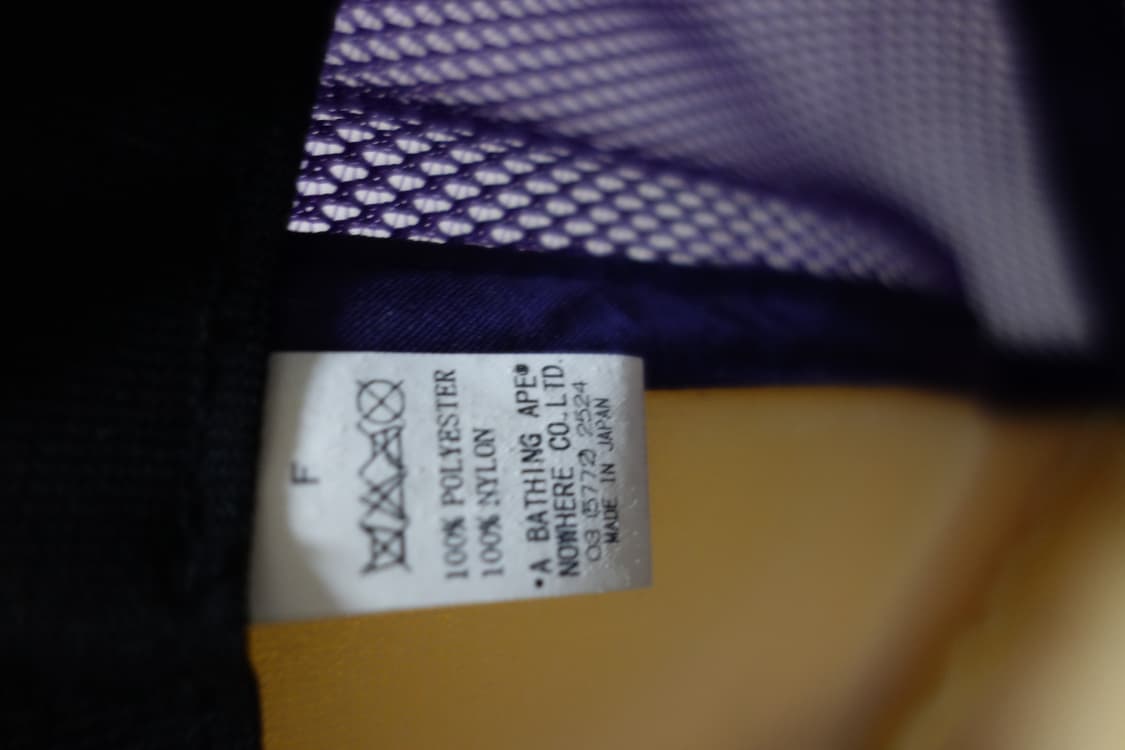 F
100% POLYESTER
100% NYLON
•A BATHING APE®
NOWHERE CO.,LTD.
03 (5772) 2524
MADE IN JAPAN